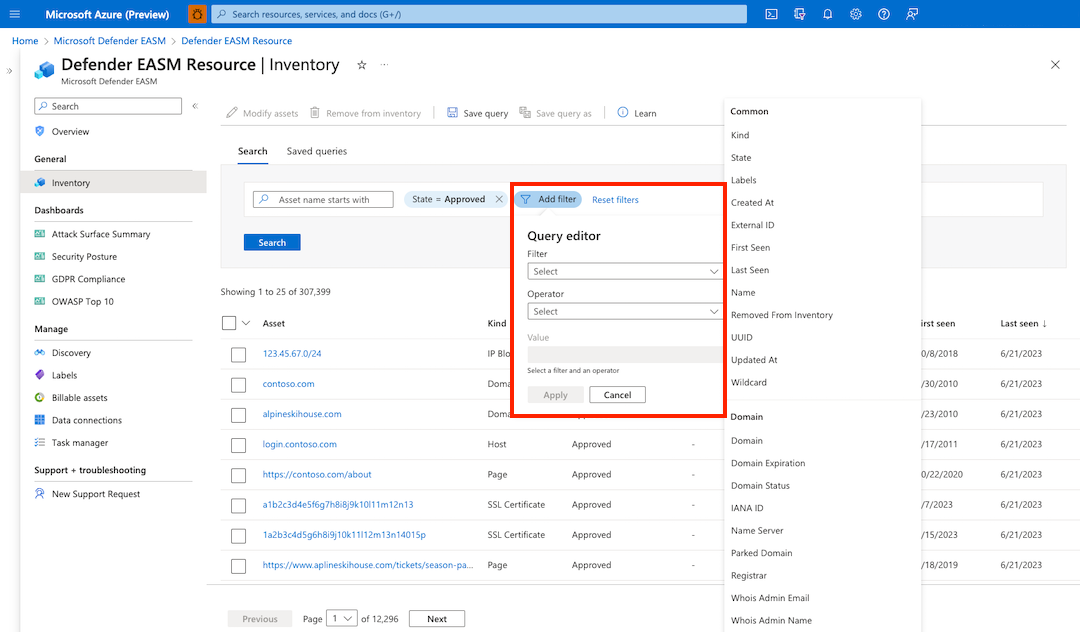 Microsoft Azure (Preview)
Search resources, services, and docs (G+/)
Home > Microsoft Defender EASM > Defender EASM Resource
Defender EASM Resource | Inventory
Microsoft Defender EASM
Search
Overview
General
Inventory
Dashboards
Attack Surface Summary
Security Posture
GDPR Compliance
OWASP Top 10
Manage
Discovery
Labels
Billable assets
Data connections
Task manager
Support + troubleshooting
New Support Request
Modify assets
Remove from inventory
Save query
Save query as
Learn
Search
Saved queries
Asset name starts with
State = Approved
Add filter
Reset filters
Search
Query editor
Filter
Select
Operator
Select
Value
Select a filter and an operator
Apply
Cancel
Showing 1 to 25 of 307,399
Asset Kind irst seen Last seen ↓
123.45.67.0/24 IP Blo 0/8/2018 6/21/2023
contoso.com Doma /30/2010 6/21/2023
alpineskihouse.com Doma /23/2010 6/21/2023
login.contoso.com Host Approved - /17/2011 6/21/2023
https://contoso.com/about Page Approved - 0/22/2020 6/21/2023
a1b2c3d4e5f6g7h8i8j9k10l11m12n13 SSL Certificate Approved - /7/2023 6/21/2023
1a2b3c4d5g6h8i9j10k11l12m13n14015p SSL Certificate Approved - /15/2023 6/21/2023
https://www.aplineskihouse.com/tickets/season-pa... Page Approved - /18/2019 6/21/2023
Previous
Page 1 of 12,296
Next
Common
Kind
State
Labels
Created At
External ID
First Seen
Last Seen
Name
Removed From Inventory
UUID
Updated At
Wildcard
Domain
Domain
Domain Expiration
Domain Status
IANA ID
Name Server
Parked Domain
Registrar
Whois Admin Email
Whois Admin Name